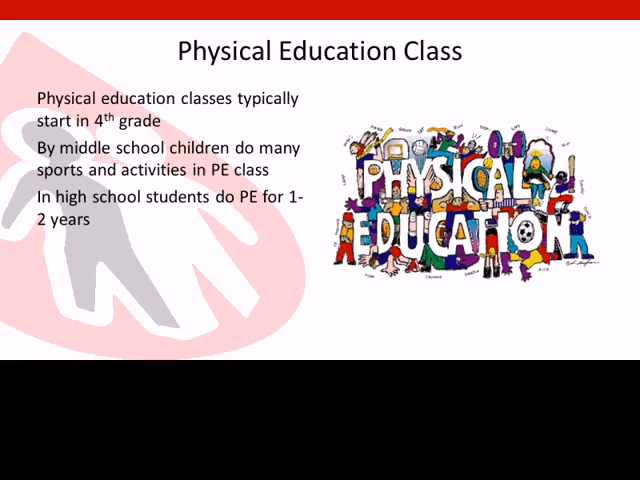 Physical Education Class
Physical education classes typically
start in 4th grade
By middle school children do many
sports and activities in PE class
In high school students do PE for 1-
2 years
PHYSICAL
EDUCATION